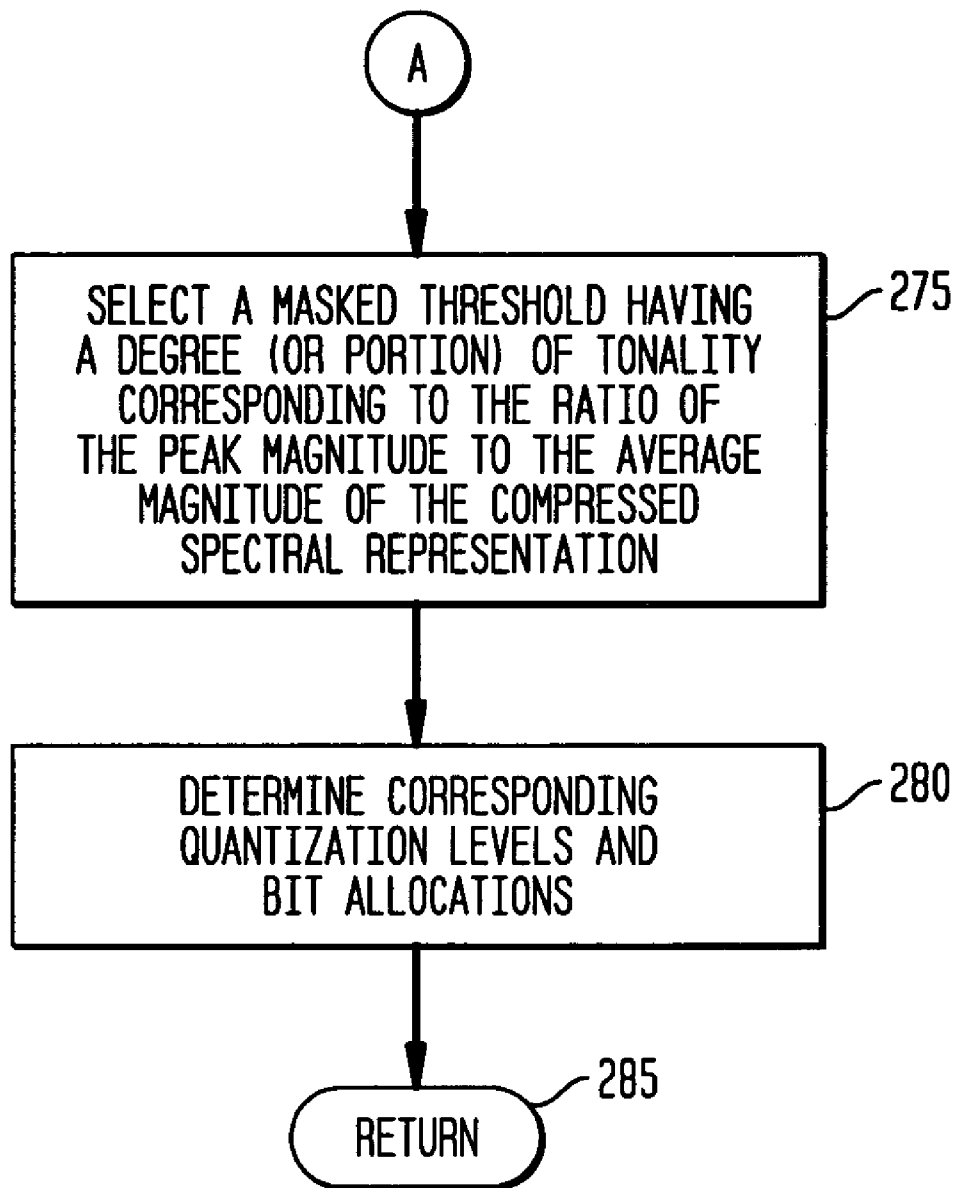 A
SELECT A MASKED THRESHOLD HAVING
A DEGREE (OR PORTION) OF TONALITY
CORRESPONDING TO THE RATIO OF
THE PEAK MAGNITUDE TO THE AVERAGE
MAGNITUDE OF THE COMPRESSED
SPECTRAL REPRESENTATION
275
DETERMINE CORRESPONDING
QUANTIZATION LEVELS AND
BIT ALLOCATIONS
280
RETURN
285